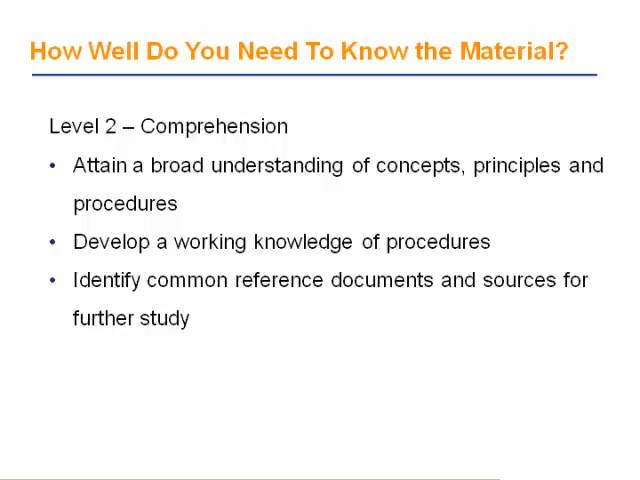 How Well Do You Need To Know the Material?
Level 2 – Comprehension
• Attain a broad understanding of concepts, principles and
procedures
• Develop a working knowledge of procedures
• Identify common reference documents and sources for
further study